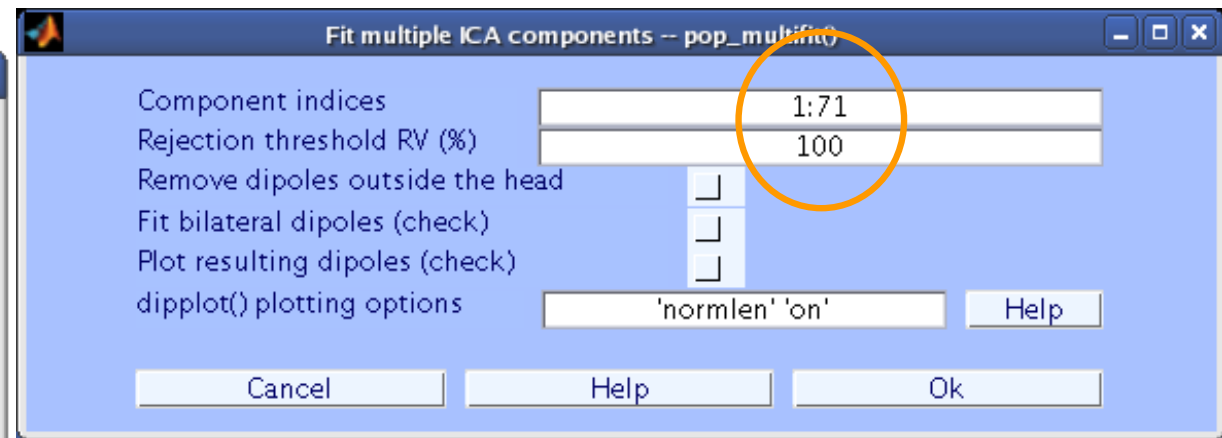 Fit multiple ICA components -- pop_multifit()
Component indices 1:71
Rejection threshold RV (%) 100
Remove dipoles outside the head
Fit bilateral dipoles (check)
Plot resulting dipoles (check)
dipplot() plotting options 'normlen' 'on' Help
Cancel Help Ok